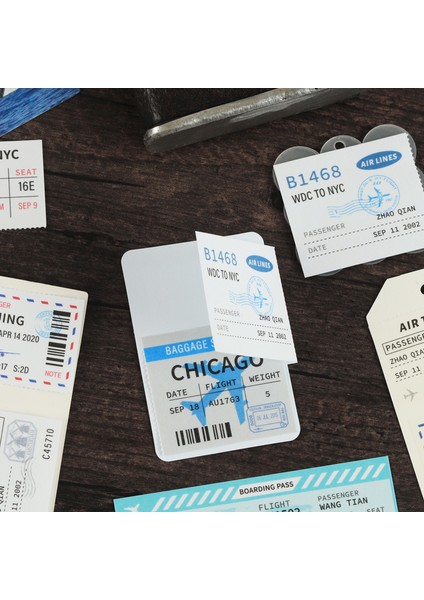 NYC
SEAT
16E
SEP 9
B1468
AIR LINES
WDC TO NYC
PASSENGER
ZHAO QIAN
DATE
SEP 11 2002
B1468
AIR LINES
WDC TO NYC
PASSENGER
ZHAO QIAN
DATE
SEP 11 2002
BAGGAGE S
CHICAGO
DATE FLIGHT WEIGHT
SEP 18 AU1763 5
APR 14 2020
S:2D
NOTE
C45710
AIR
PASSENGER
ZHAO QIAN
DATE
SEP 11 2002
BOARDING PASS
FLIGHT
PASSENGER
WANG TIAN